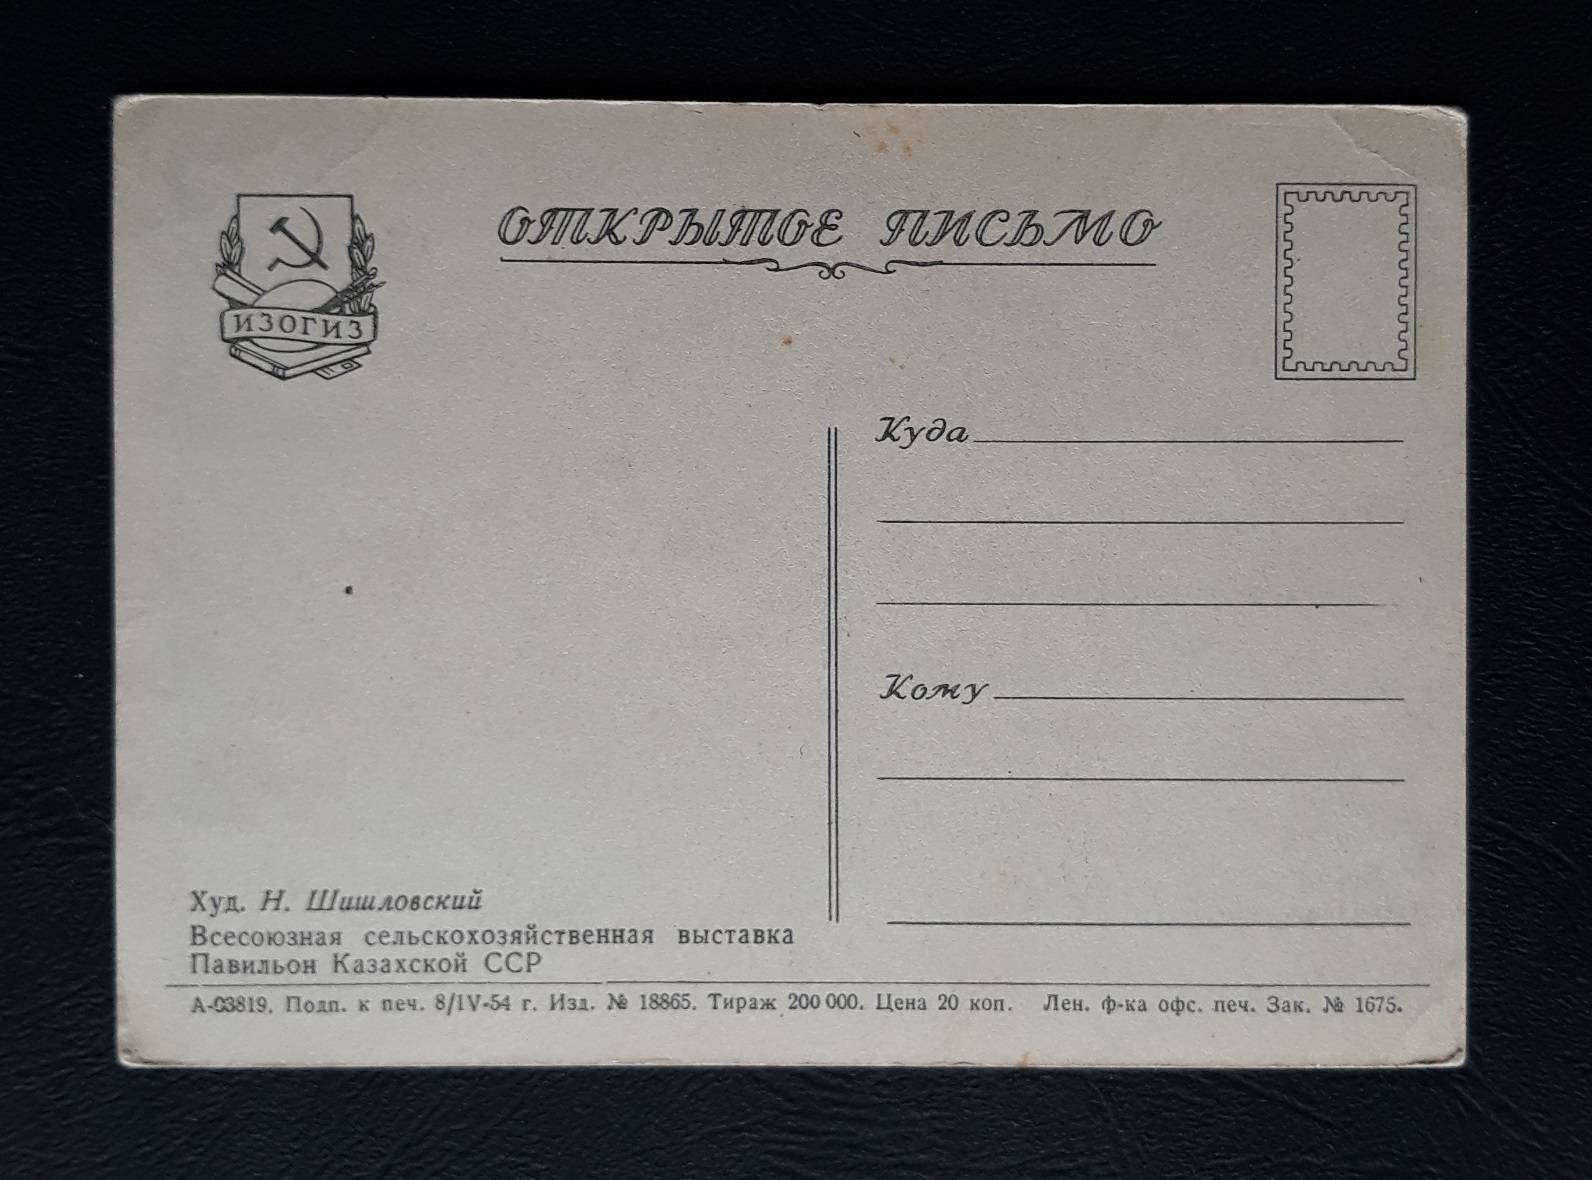 ОТКРЫТОЕ ПИСЬМО
ИЗОГИЗ
Куда
Кому
Худ. Н. Шишловский
Всесоюзная сельскохозяйственная выставка
Павильон Казахской ССР
А-03819. Подп. к печ. 8/IV-54 г. Изд. № 18865. Тираж 200 000. Цена 20 коп. Лен. ф-ка офс. печ. Зак. № 1675.